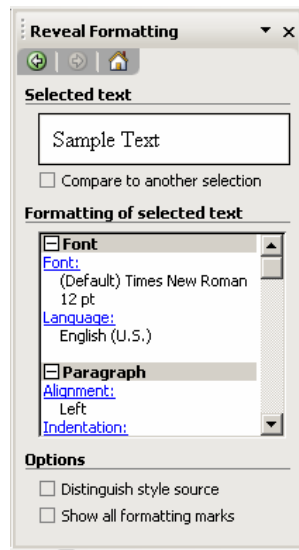 Reveal Formatting
Selected text
Sample Text
Compare to another selection
Formatting of selected text
Font
Font:
(Default) Times New Roman
12 pt
Language:
English (U.S.)
Paragraph
Alignment:
Left
Indentation:
Options
Distinguish style source
Show all formatting marks